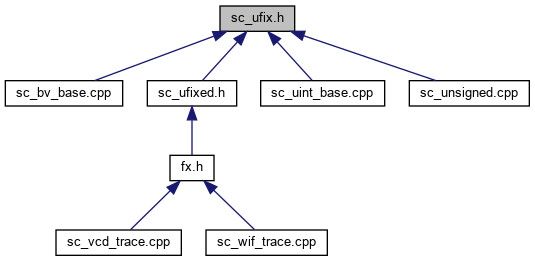 sc_ufix.h
sc_bv_base.cpp
sc_ufixed.h
sc_uint_base.cpp
sc_unsigned.cpp
fx.h
sc_vcd_trace.cpp
sc_wif_trace.cpp